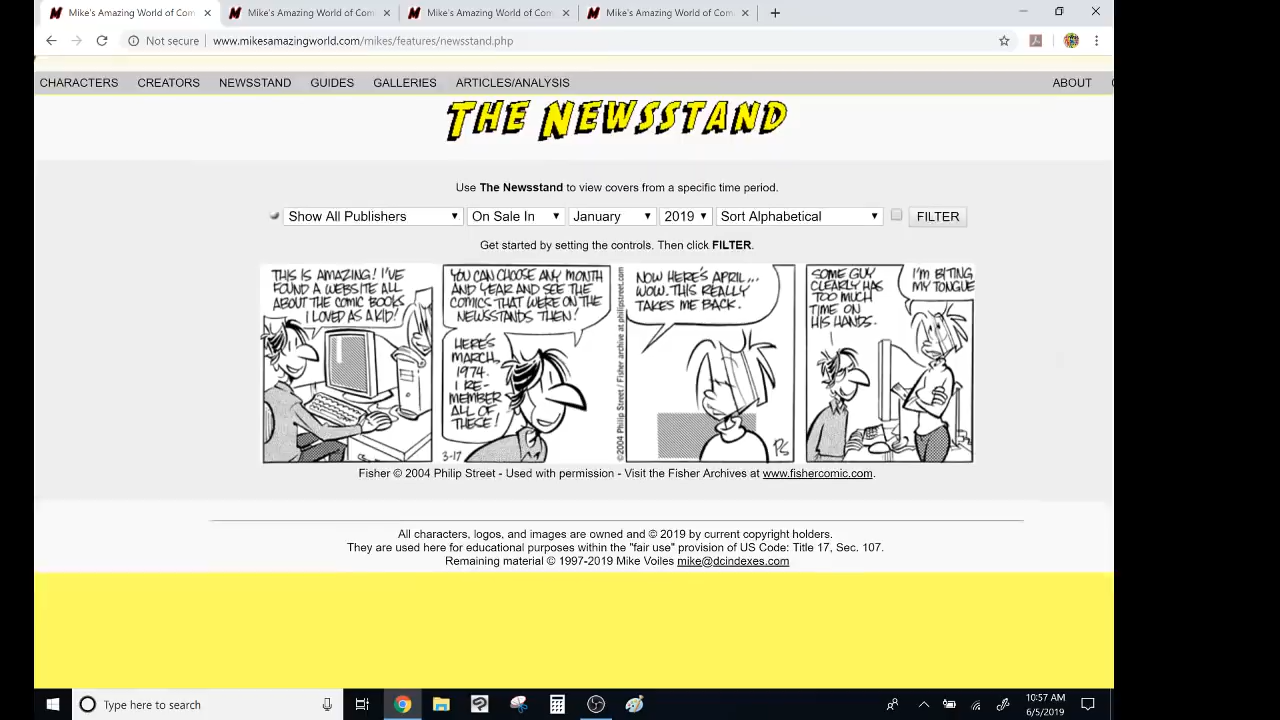 Mike's Amazing World of Com
Mike's Amazing World of Com
Mike's Amazing World of Com
Mike's Amazing World of Com
Not secure
www.mikesamazingworld.com/mikes/features/newsstand.php
CHARACTERS CREATORS NEWSSTAND GUIDES GALLERIES ARTICLES/ANALYSIS ABOUT
THE NEWSSTAND
Use The Newsstand to view covers from a specific time period.
Show All Publishers On Sale In January 2019 Sort Alphabetical FILTER
Get started by setting the controls. Then click FILTER.
THIS IS AMAZING! I'VE
FOUND A WEBSITE ALL
ABOUT THE COMIC BOOKS
I LOVED AS A KID!
YOU CAN CHOOSE ANY MONTH
AND YEAR AND SEE THE
COMICS THAT WERE ON THE
NEWSSTANDS THEN!
HERE'S
MARCH,
1974.
I RE-
MEMBER
ALL OF
THESE!
3-17
©2004 Philip Street / Fisher archive at philipstreet.com
NOW HERE'S APRIL...
WOW. THIS REALLY
TAKES ME BACK.
PS
SOME GUY
CLEARLY HAS
TOO MUCH
TIME ON
HIS HANDS.
I'M BITING
MY TONGUE
Fisher © 2004 Philip Street - Used with permission - Visit the Fisher Archives at www.fishercomic.com.
All characters, logos, and images are owned and © 2019 by current copyright holders.
They are used here for educational purposes within the "fair use" provision of US Code: Title 17, Sec. 107.
Remaining material © 1997-2019 Mike Voiles mike@dcindexes.com
Type here to search
10:57 AM
6/5/2019